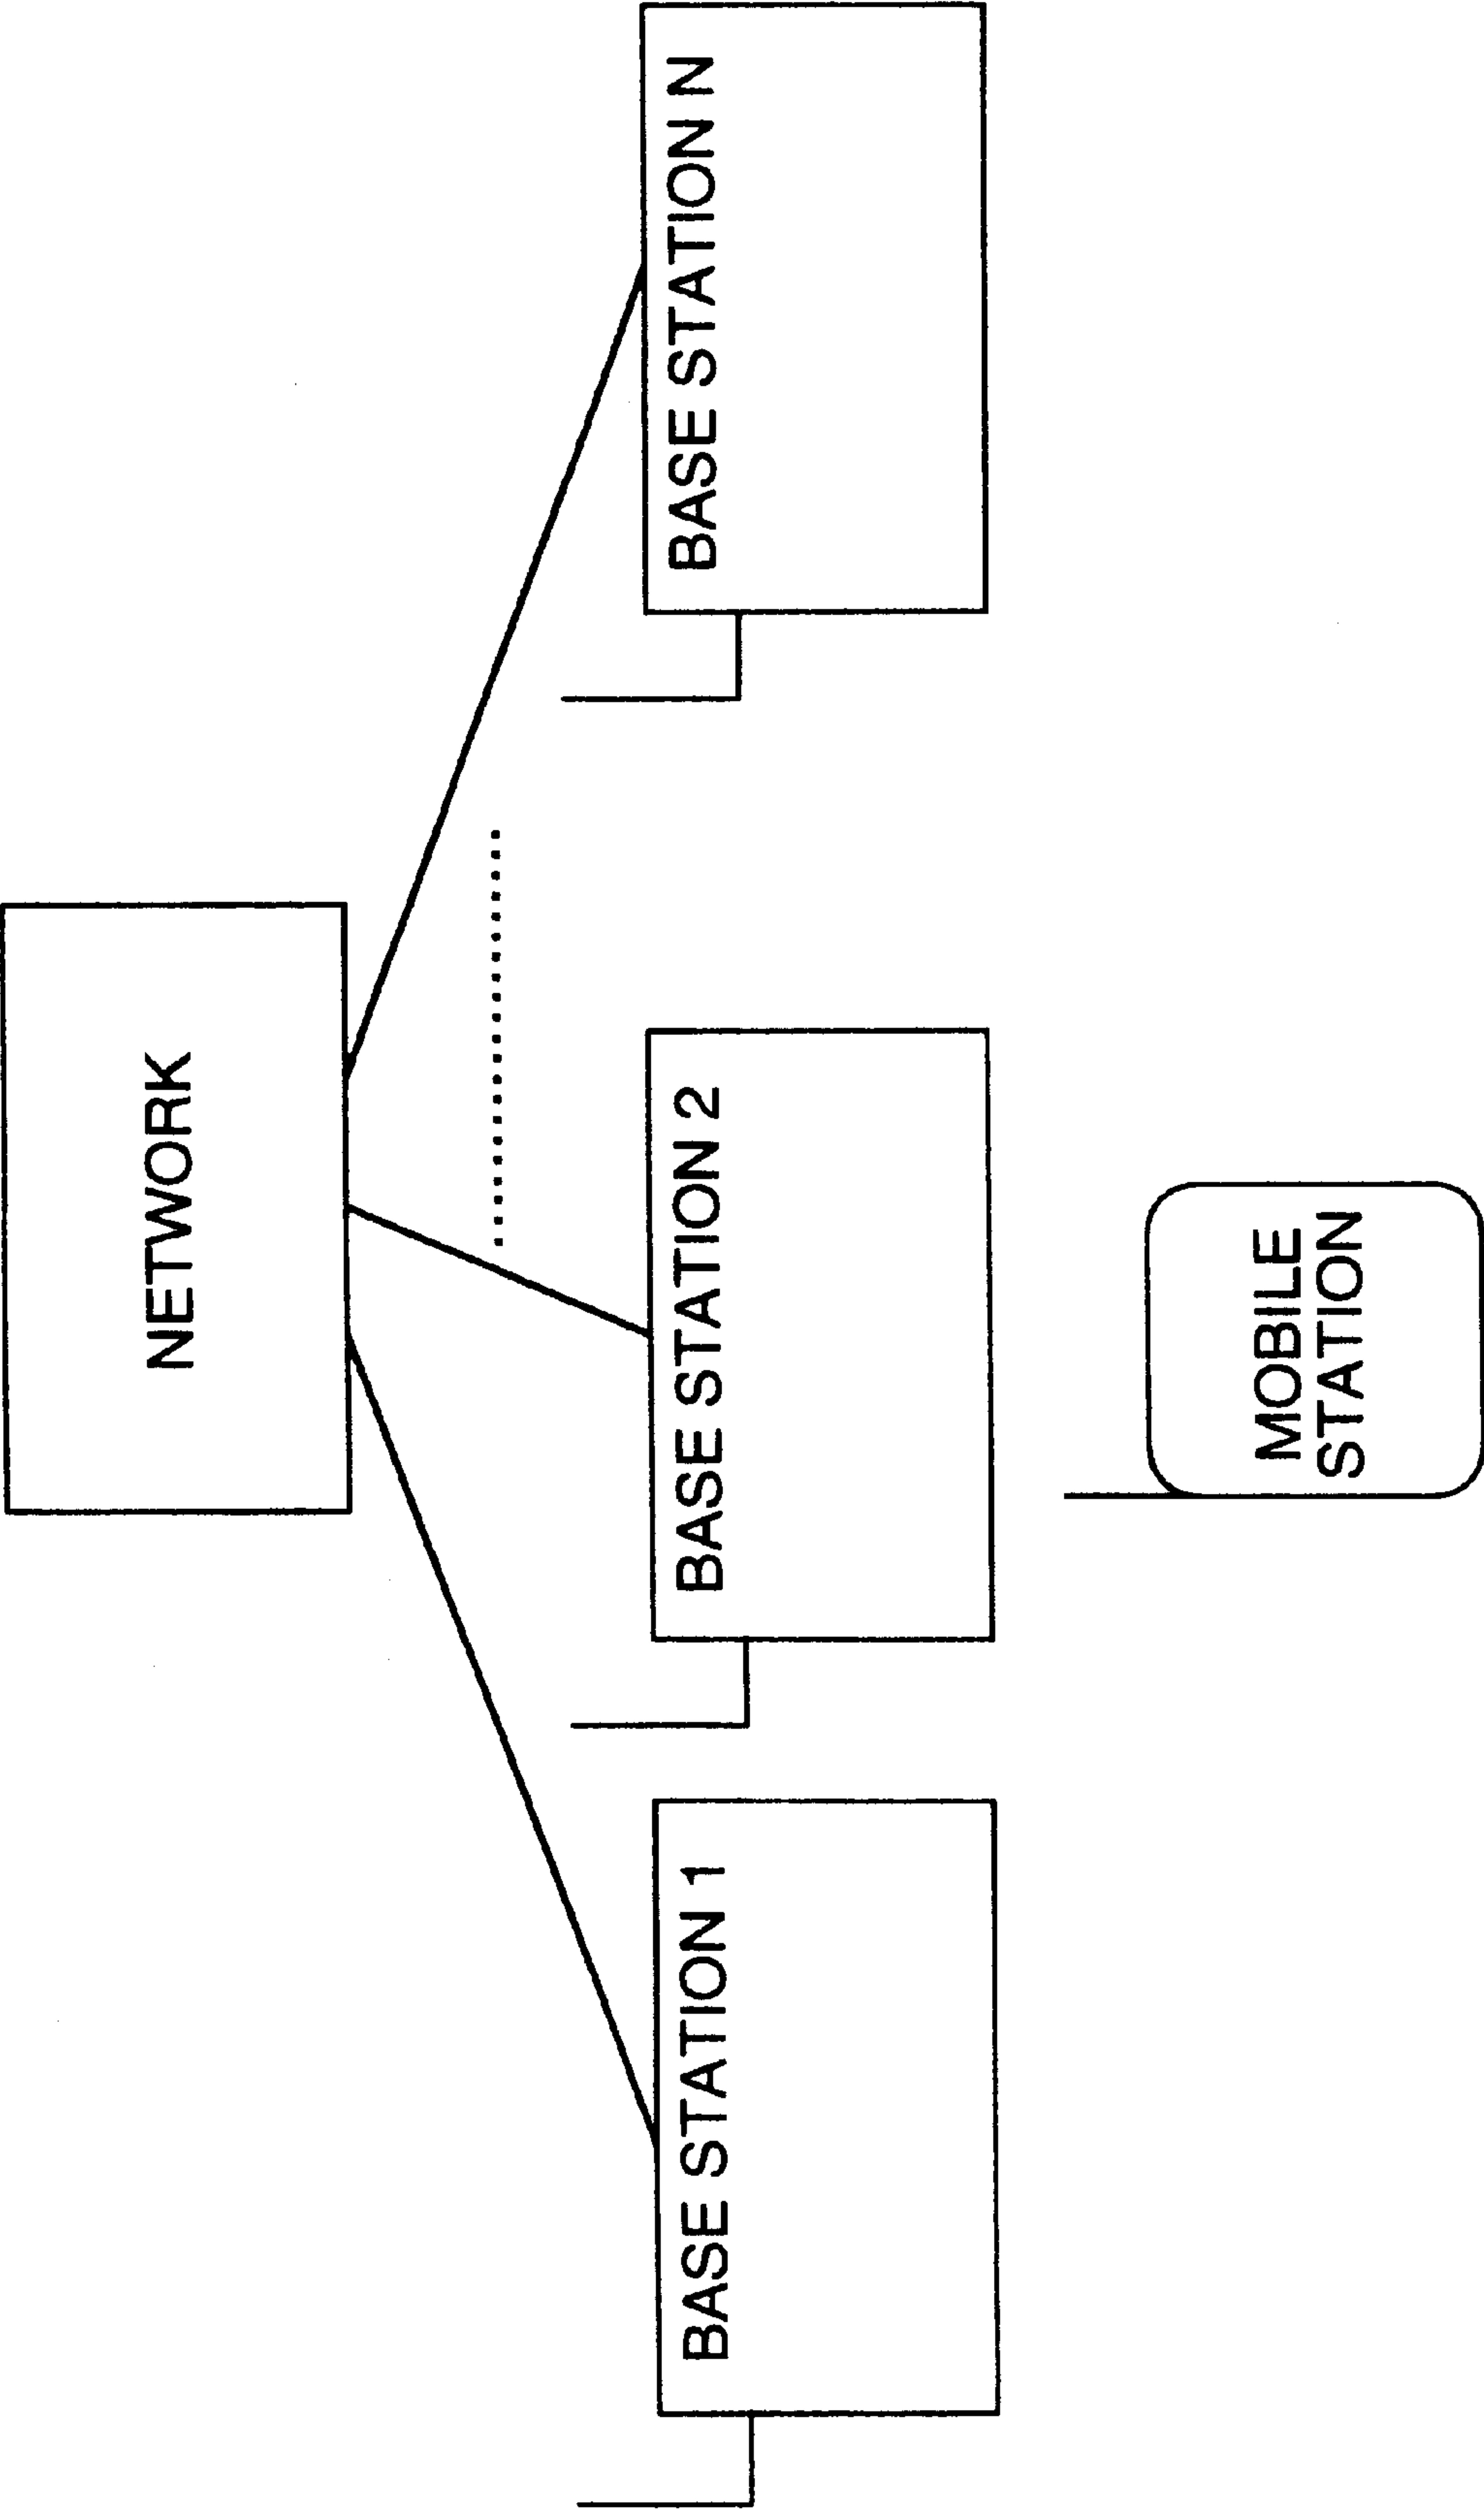 NETWORK
BASE STATION 1
BASE STATION 2
BASE STATION N
MOBILE
STATION